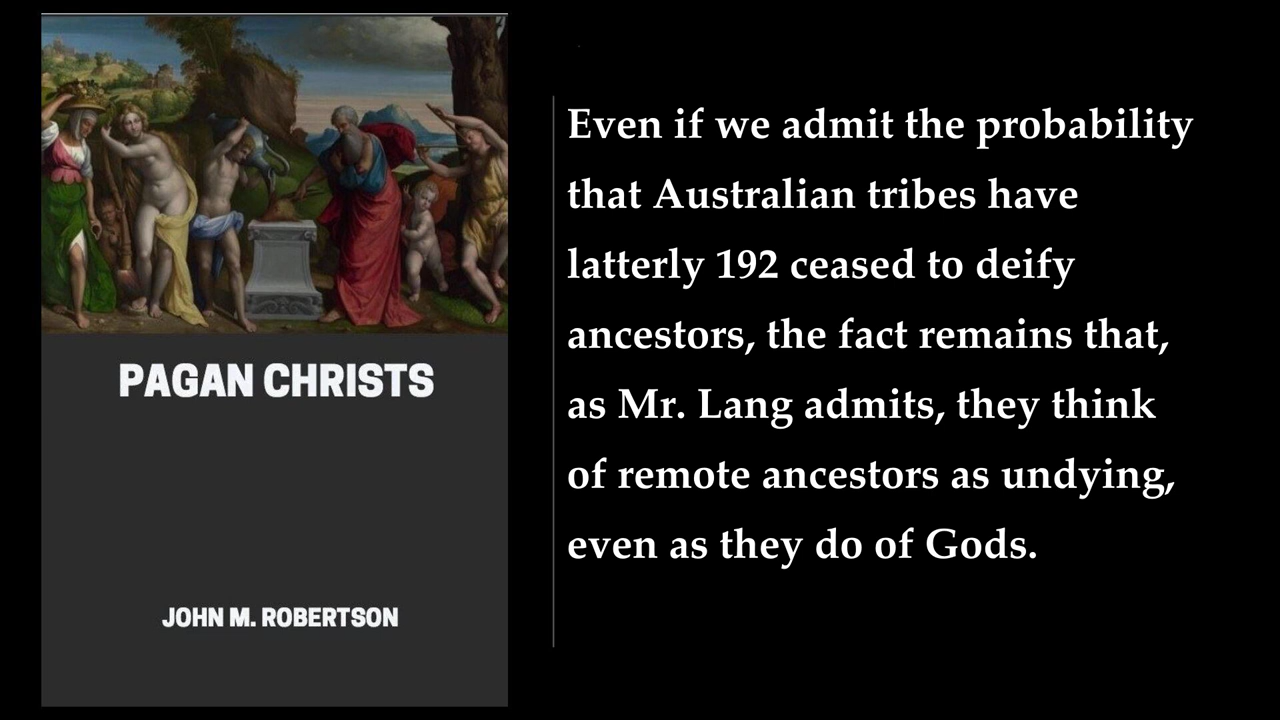 PAGAN CHRISTS
JOHN M. ROBERTSON
Even if we admit the probability
that Australian tribes have
latterly 192 ceased to deify
ancestors, the fact remains that,
as Mr. Lang admits, they think
of remote ancestors as undying,
even as they do of Gods.